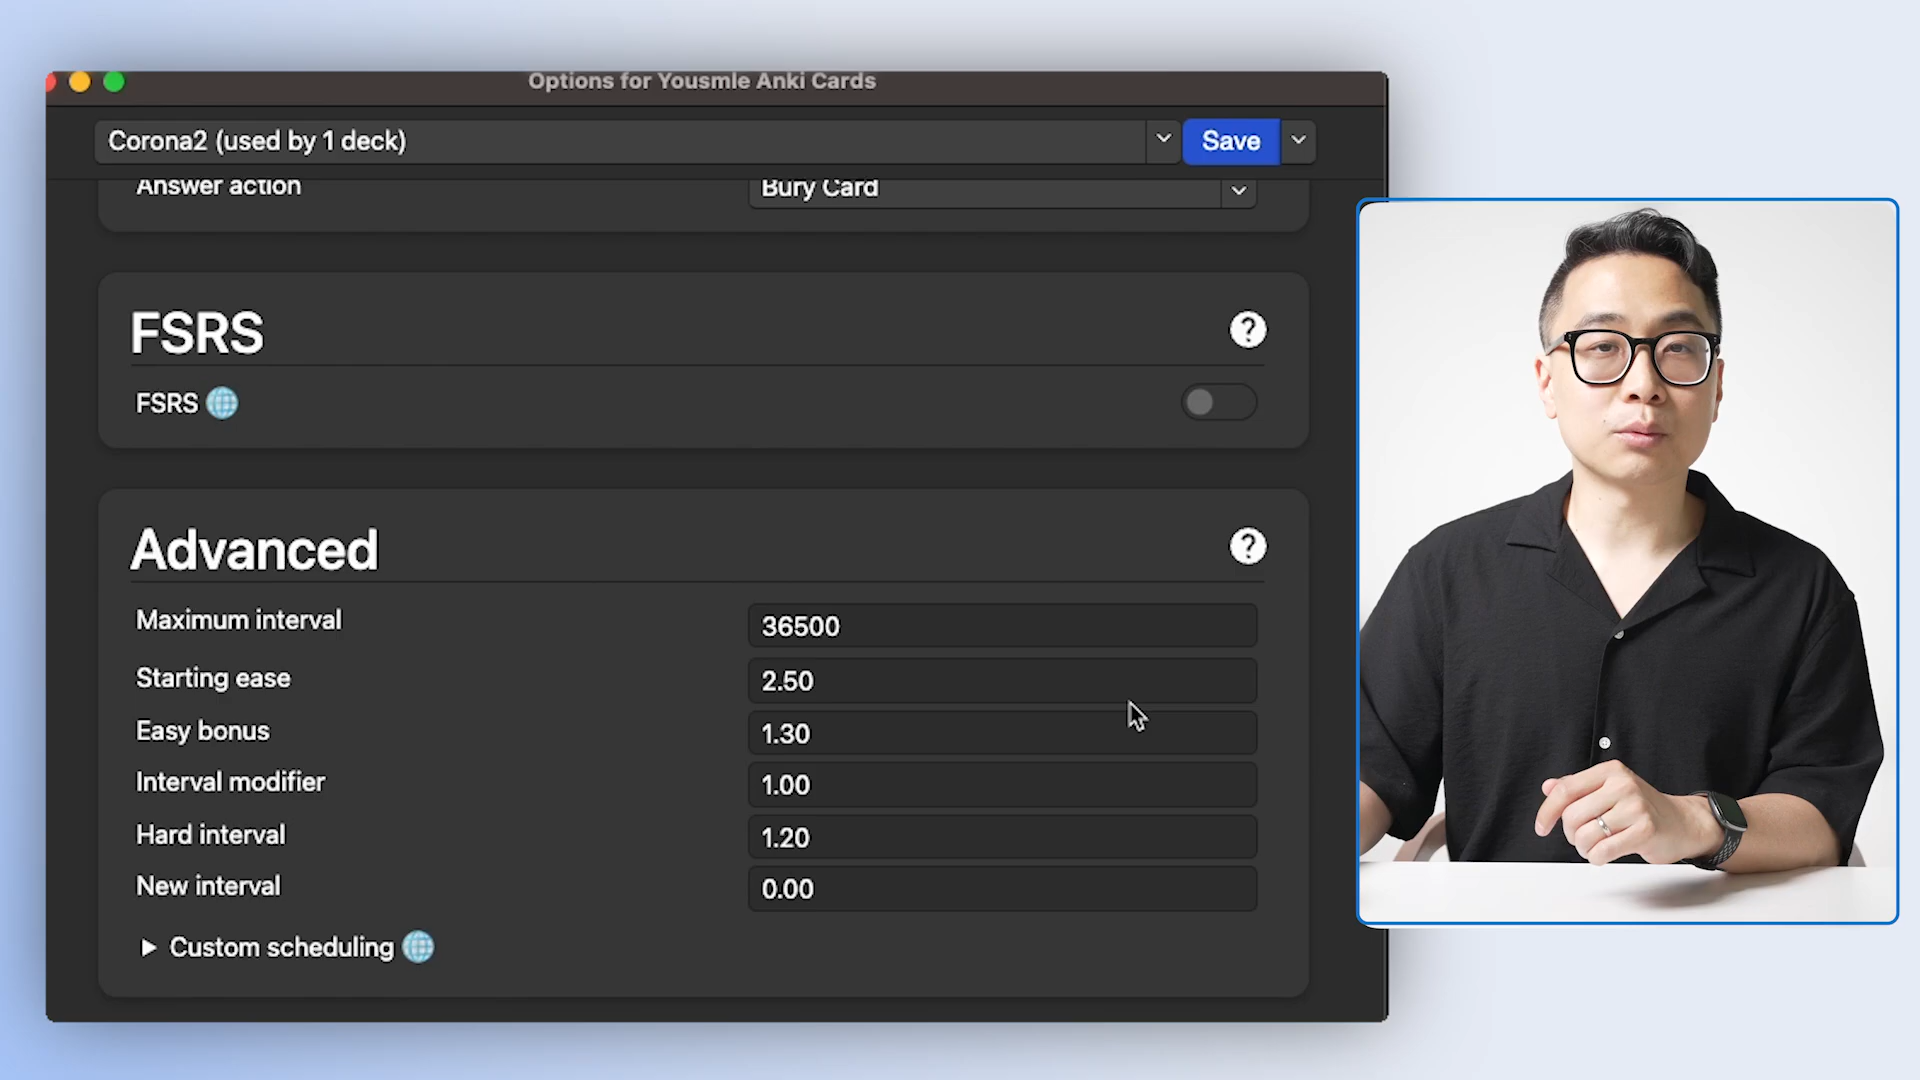 Options for Yousmle Anki Cards
Corona2 (used by 1 deck)
Save
Answer action
Bury Card
FSRS
?
FSRS
Advanced
?
Maximum interval
36500
Starting ease
2.50
Easy bonus
1.30
Interval modifier
1.00
Hard interval
1.20
New interval
0.00
Custom scheduling